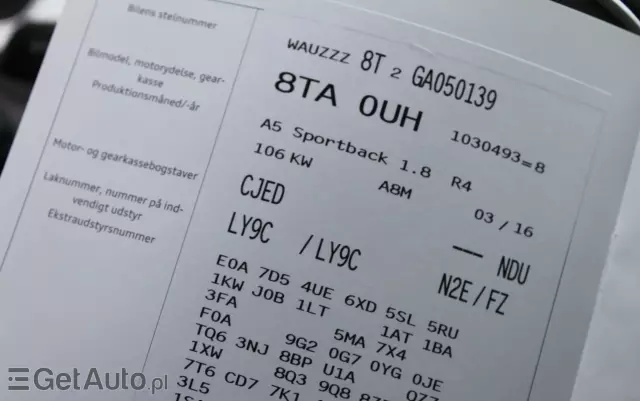 Bilens stelnummer
WAUZZZ 8T 2 GA050139
Bilmodel, motorydelse, gear-
kasse
Produktionsmåned/-år
8TA 0UH 1030493=8
A5 Sportback 1.8 R4
106 KW A8M 03 / 16
Motor- og gearkassebogstaver
CJED --- NDU
Laknummer, nummer på ind-
vendigt udstyr
LY9C /LY9C N2E/FZ
Ekstraudstyrsnummer
E0A 7D5 4UE 6XD 5SL 5RU
1KW J0B 1LT 1AT 1BA
3FA 5MA 7X4
F0A 9G2 0G7 0YG 0JE
TQ6 3NJ 8BP U1A
1XW 8Q3 9Q8
7T6 CD7 7K1
3L5
GetAuto.pl